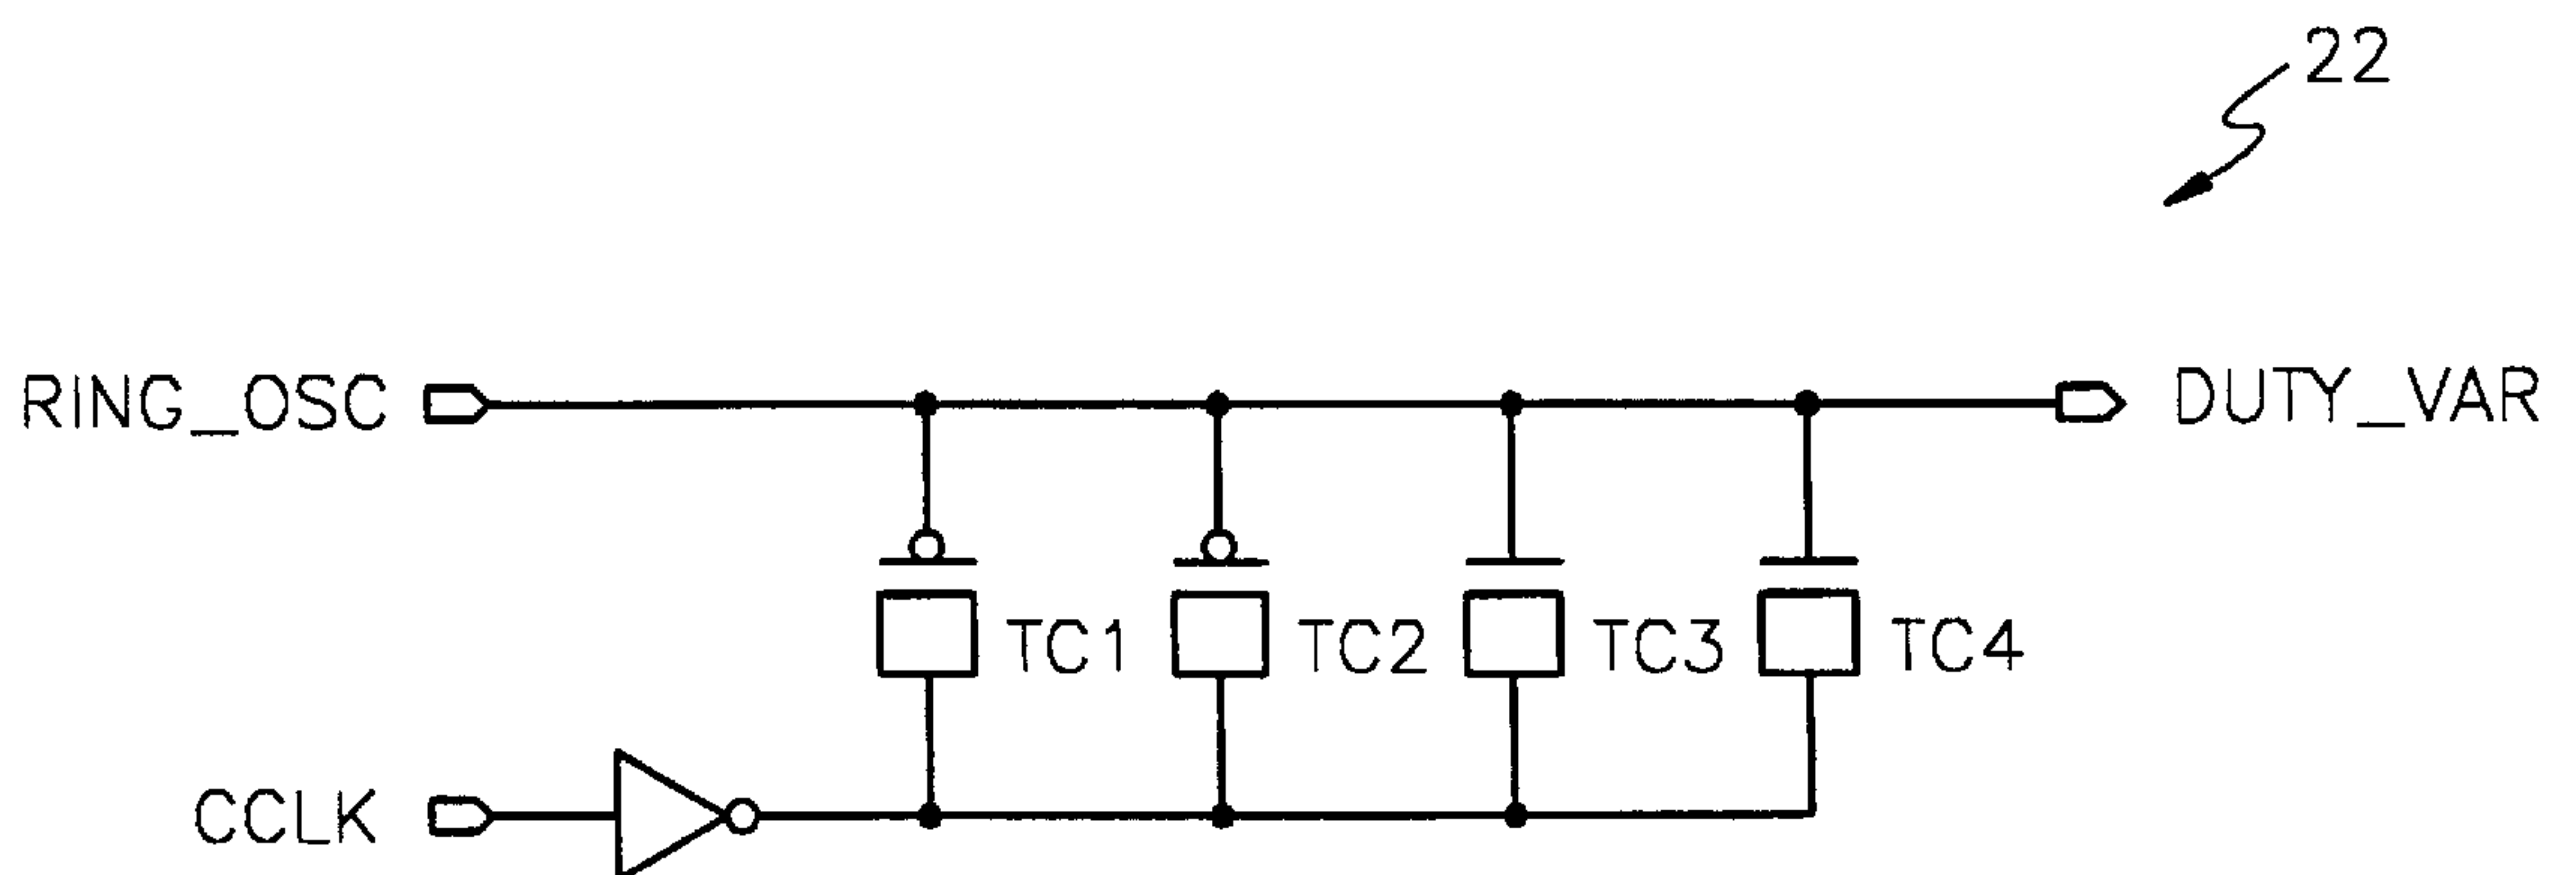 22
RING_OSC
DUTY_VAR
TC1
TC2
TC3
TC4
CCLK